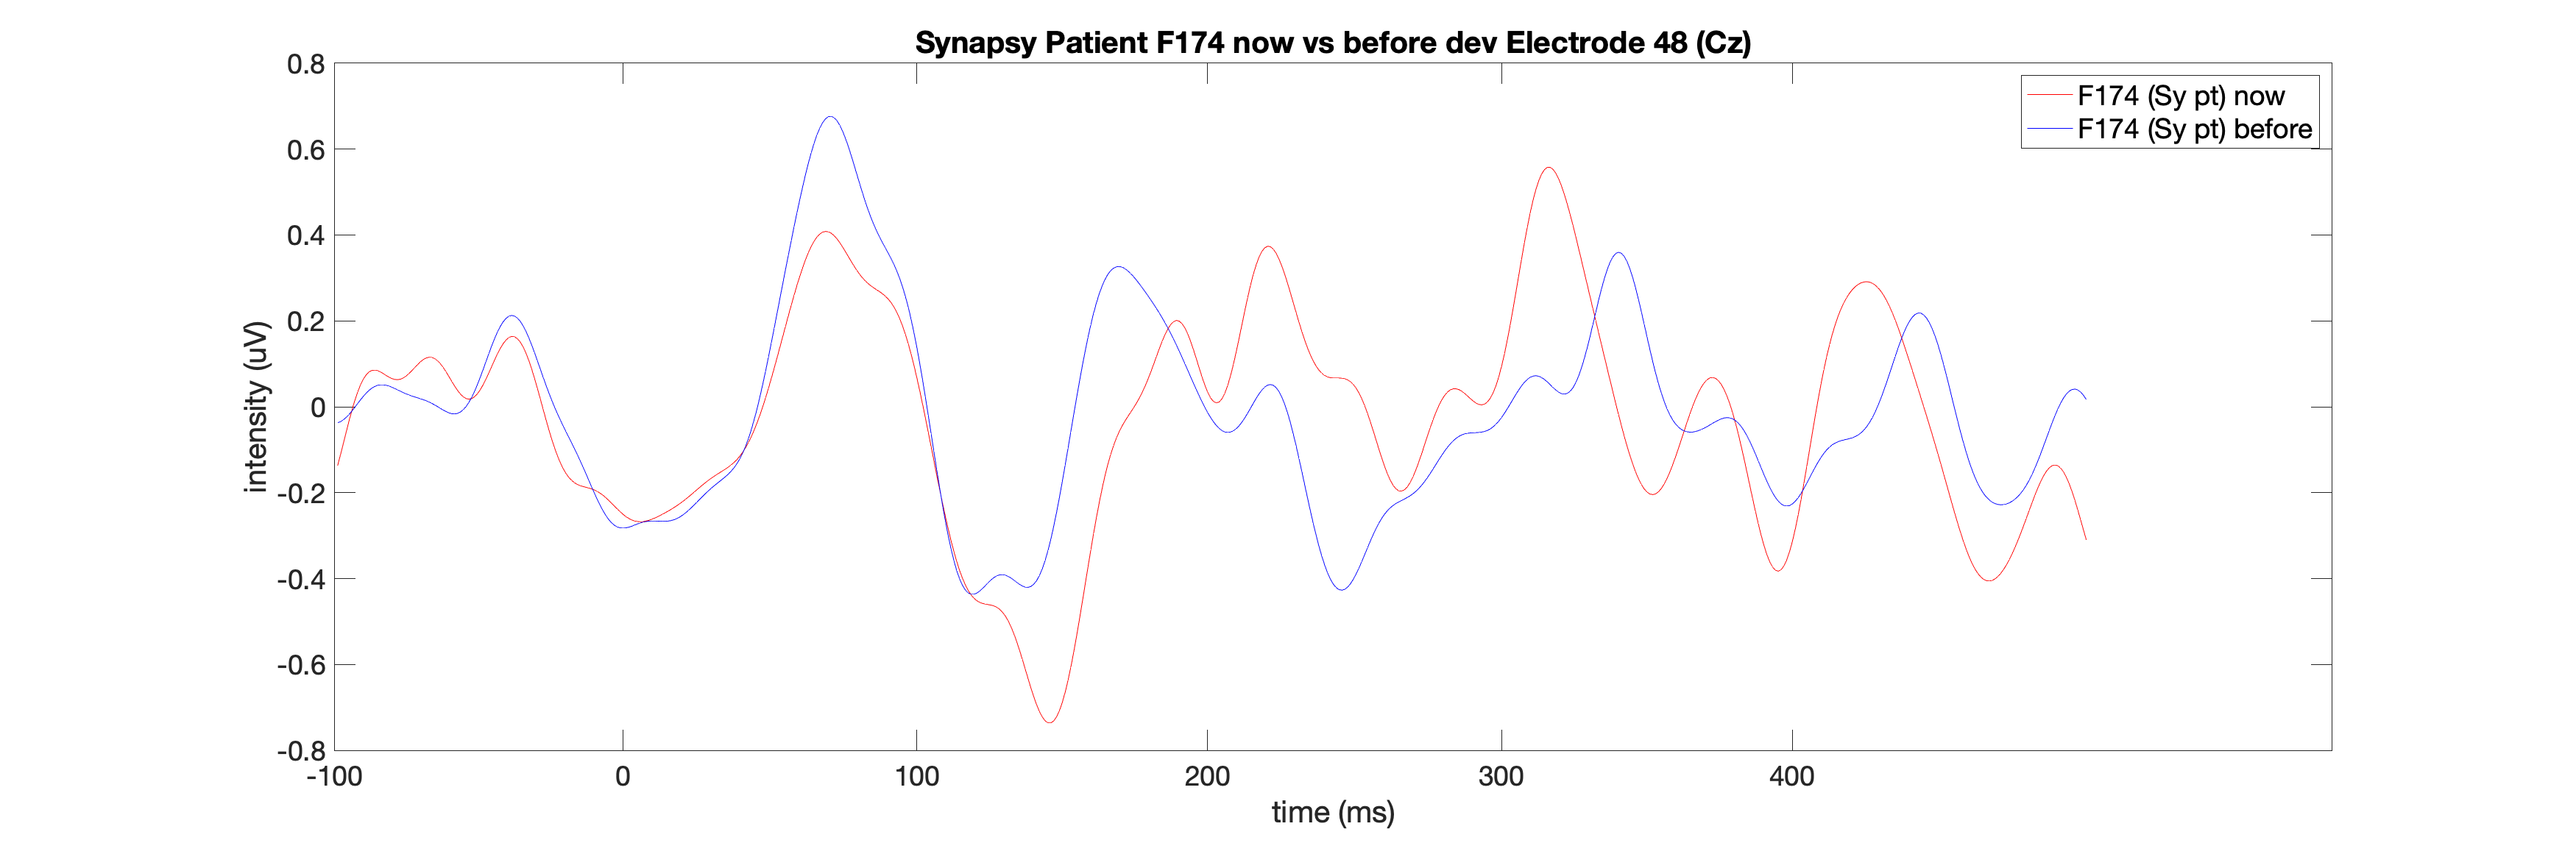 Synapsy Patient F174 now vs before dev Electrode 48 (Cz)
F174 (Sy pt) now
F174 (Sy pt) before
intensity (uV)
0.8
0.6
0.4
0.2
0
-0.2
-0.4
-0.6
-0.8
-100 0 100 200 300 400
time (ms)